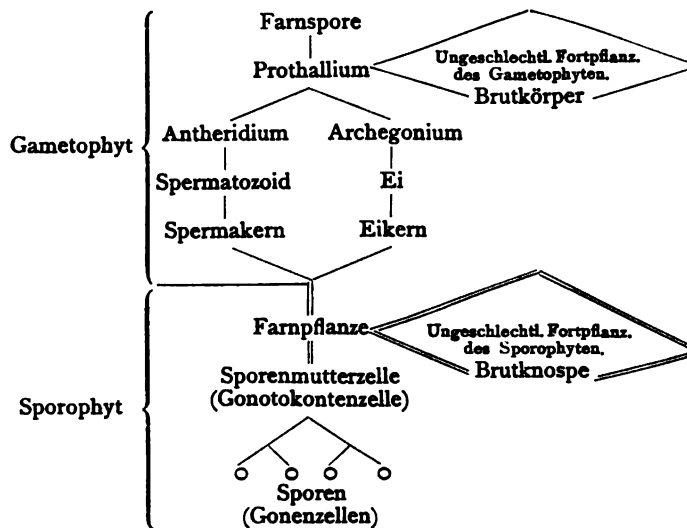 Farnspore
Prothallium
Ungeschlechtl. Fortpflanz.
des Gametophyten.
Brutkörper
Gametophyt
Antheridium
Archegonium
Spermatozoid
Ei
Spermakern
Eikern
Farnpflanze
Ungeschlechtl. Fortpflanz.
des Sporophyten.
Brutknospe
Sporophyt
Sporenmutterzelle
(Gonotokontenzelle)
Sporen
(Gonenzellen)